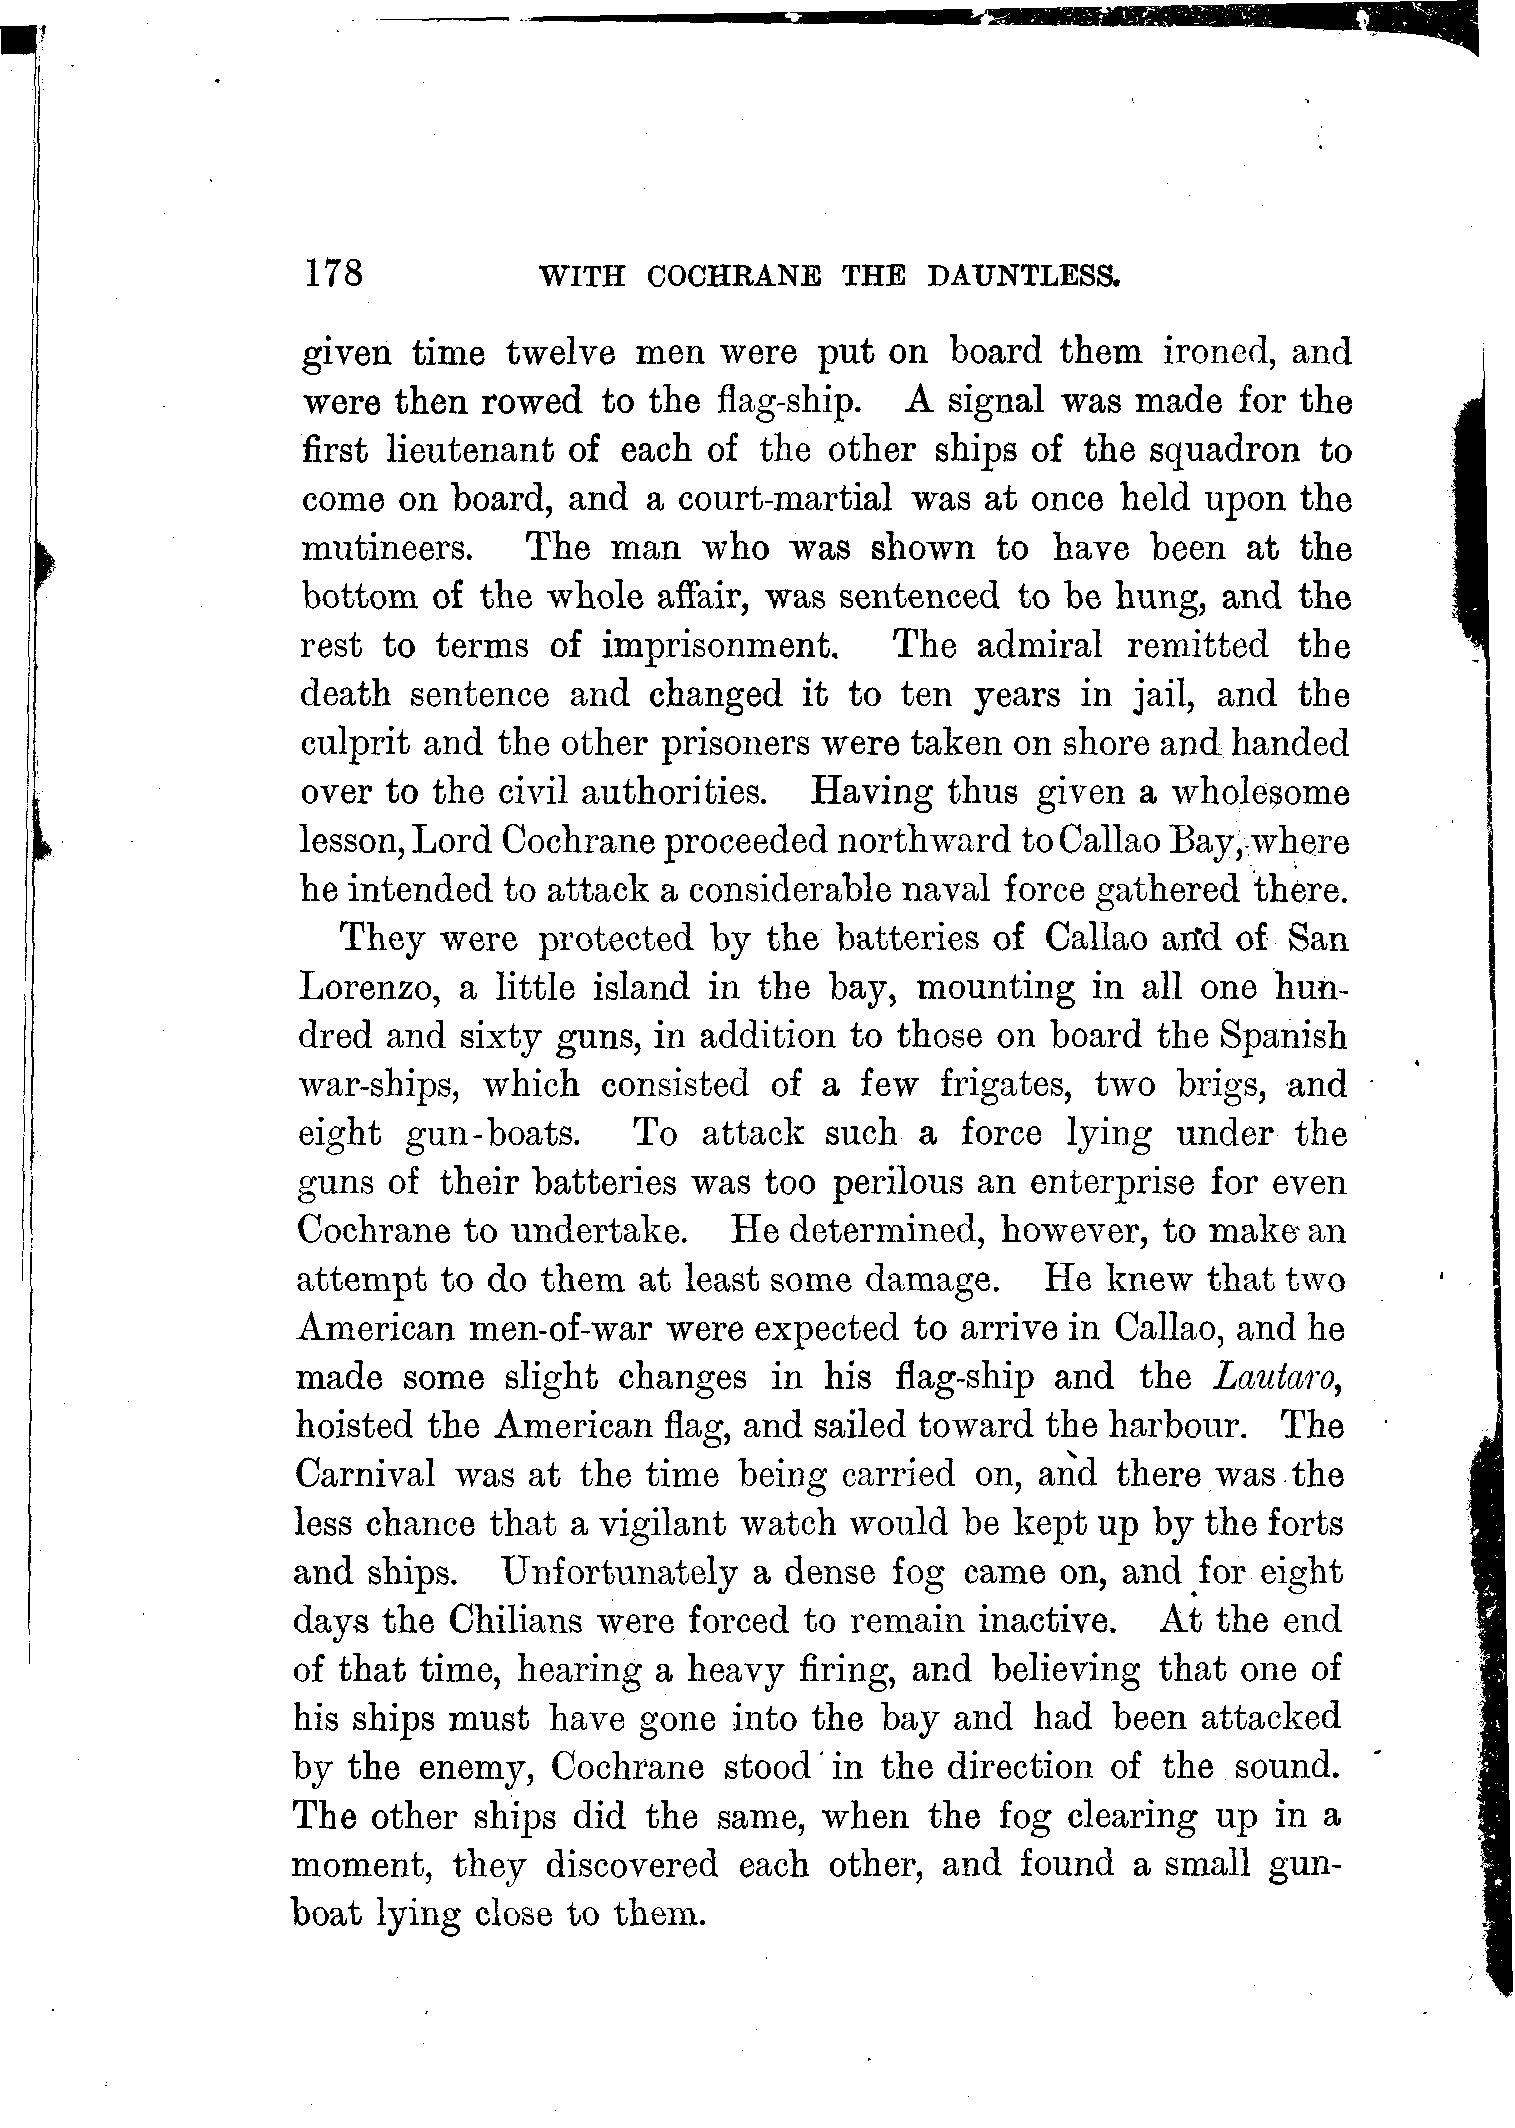 178 WITH COCHRANE THE DAUNTLESS.
given time twelve men were put on board them ironed, and
were then rowed to the flag-ship. A signal was made for the
first lieutenant of each of the other ships of the squadron to
come on board, and a court-martial was at once held upon the
mutineers. The man who was shown to have been at the
bottom of the whole affair, was sentenced to be hung, and the
rest to terms of imprisonment. The admiral remitted the
death sentence and changed it to ten years in jail, and the
culprit and the other prisoners were taken on shore and handed
over to the civil authorities. Having thus given a wholesome
lesson, Lord Cochrane proceeded northward to Callao Bay, where
he intended to attack a considerable naval force gathered there.
They were protected by the batteries of Callao and of San
Lorenzo, a little island in the bay, mounting in all one hun-
dred and sixty guns, in addition to those on board the Spanish
war-ships, which consisted of a few frigates, two brigs, and
eight gun-boats. To attack such a force lying under the
guns of their batteries was too perilous an enterprise for even
Cochrane to undertake. He determined, however, to make an
attempt to do them at least some damage. He knew that two
American men-of-war were expected to arrive in Callao, and he
made some slight changes in his flag-ship and the Lautaro,
hoisted the American flag, and sailed toward the harbour. The
Carnival was at the time being carried on, and there was the
less chance that a vigilant watch would be kept up by the forts
and ships. Unfortunately a dense fog came on, and for eight
days the Chilians were forced to remain inactive. At the end
of that time, hearing a heavy firing, and believing that one of
his ships must have gone into the bay and had been attacked
by the enemy, Cochrane stood in the direction of the sound.
The other ships did the same, when the fog clearing up in a
moment, they discovered each other, and found a small gun-
boat lying close to them.